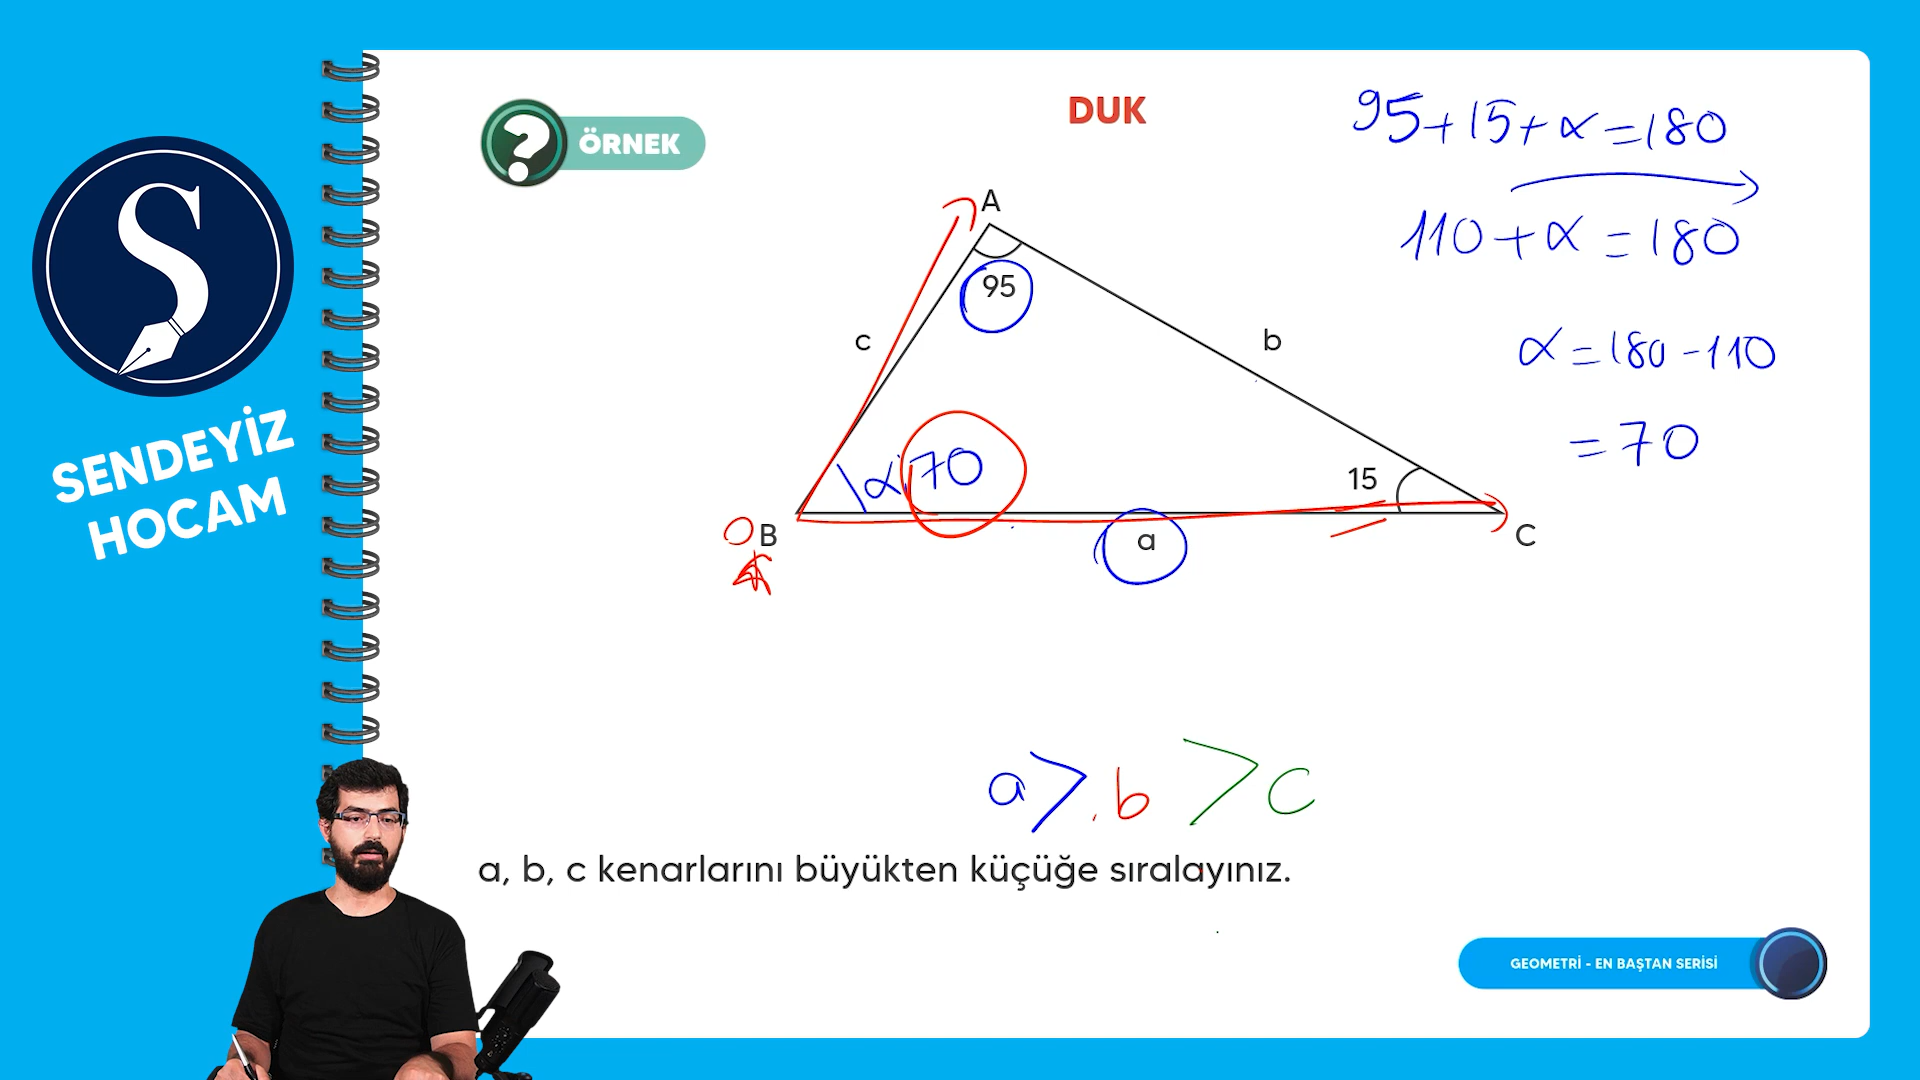 SENDEYİZ
HOCAM
ÖRNEK
DUK
95+15+α=180
110+α=180
α=180-110
=70
A
95
c
b
α 70
15
B
a
C
a>b>c
a, b, c kenarlarını büyükten küçüğe sıralayınız.
GEOMETRİ - EN BAŞTAN SERİSİ